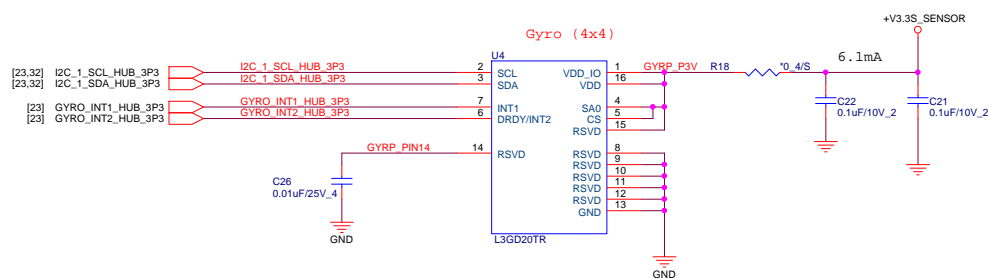 +V3.3S_SENSOR
Gyro (4x4)
U4
6.1mA
[23,32] I2C_1_SCL_HUB_3P3 I2C_1_SCL_HUB_3P3 2 SCL VDD_IO 1 GYRP_P3V R18 *0_4/S
[23,32] I2C_1_SDA_HUB_3P3 I2C_1_SDA_HUB_3P3 3 SDA VDD 16
C22
0.1uF/10V_2
C21
0.1uF/10V_2
[23] GYRO_INT1_HUB_3P3 GYRO_INT1_HUB_3P3 7 INT1 SA0 4
[23] GYRO_INT2_HUB_3P3 GYRO_INT2_HUB_3P3 6 DRDY/INT2 CS 5
RSVD 15
GYRP_PIN14 14 RSVD RSVD 8
RSVD 9
RSVD 10
RSVD 11
RSVD 12
GND 13
C26
0.01uF/25V_4
GND
L3GD20TR
GND